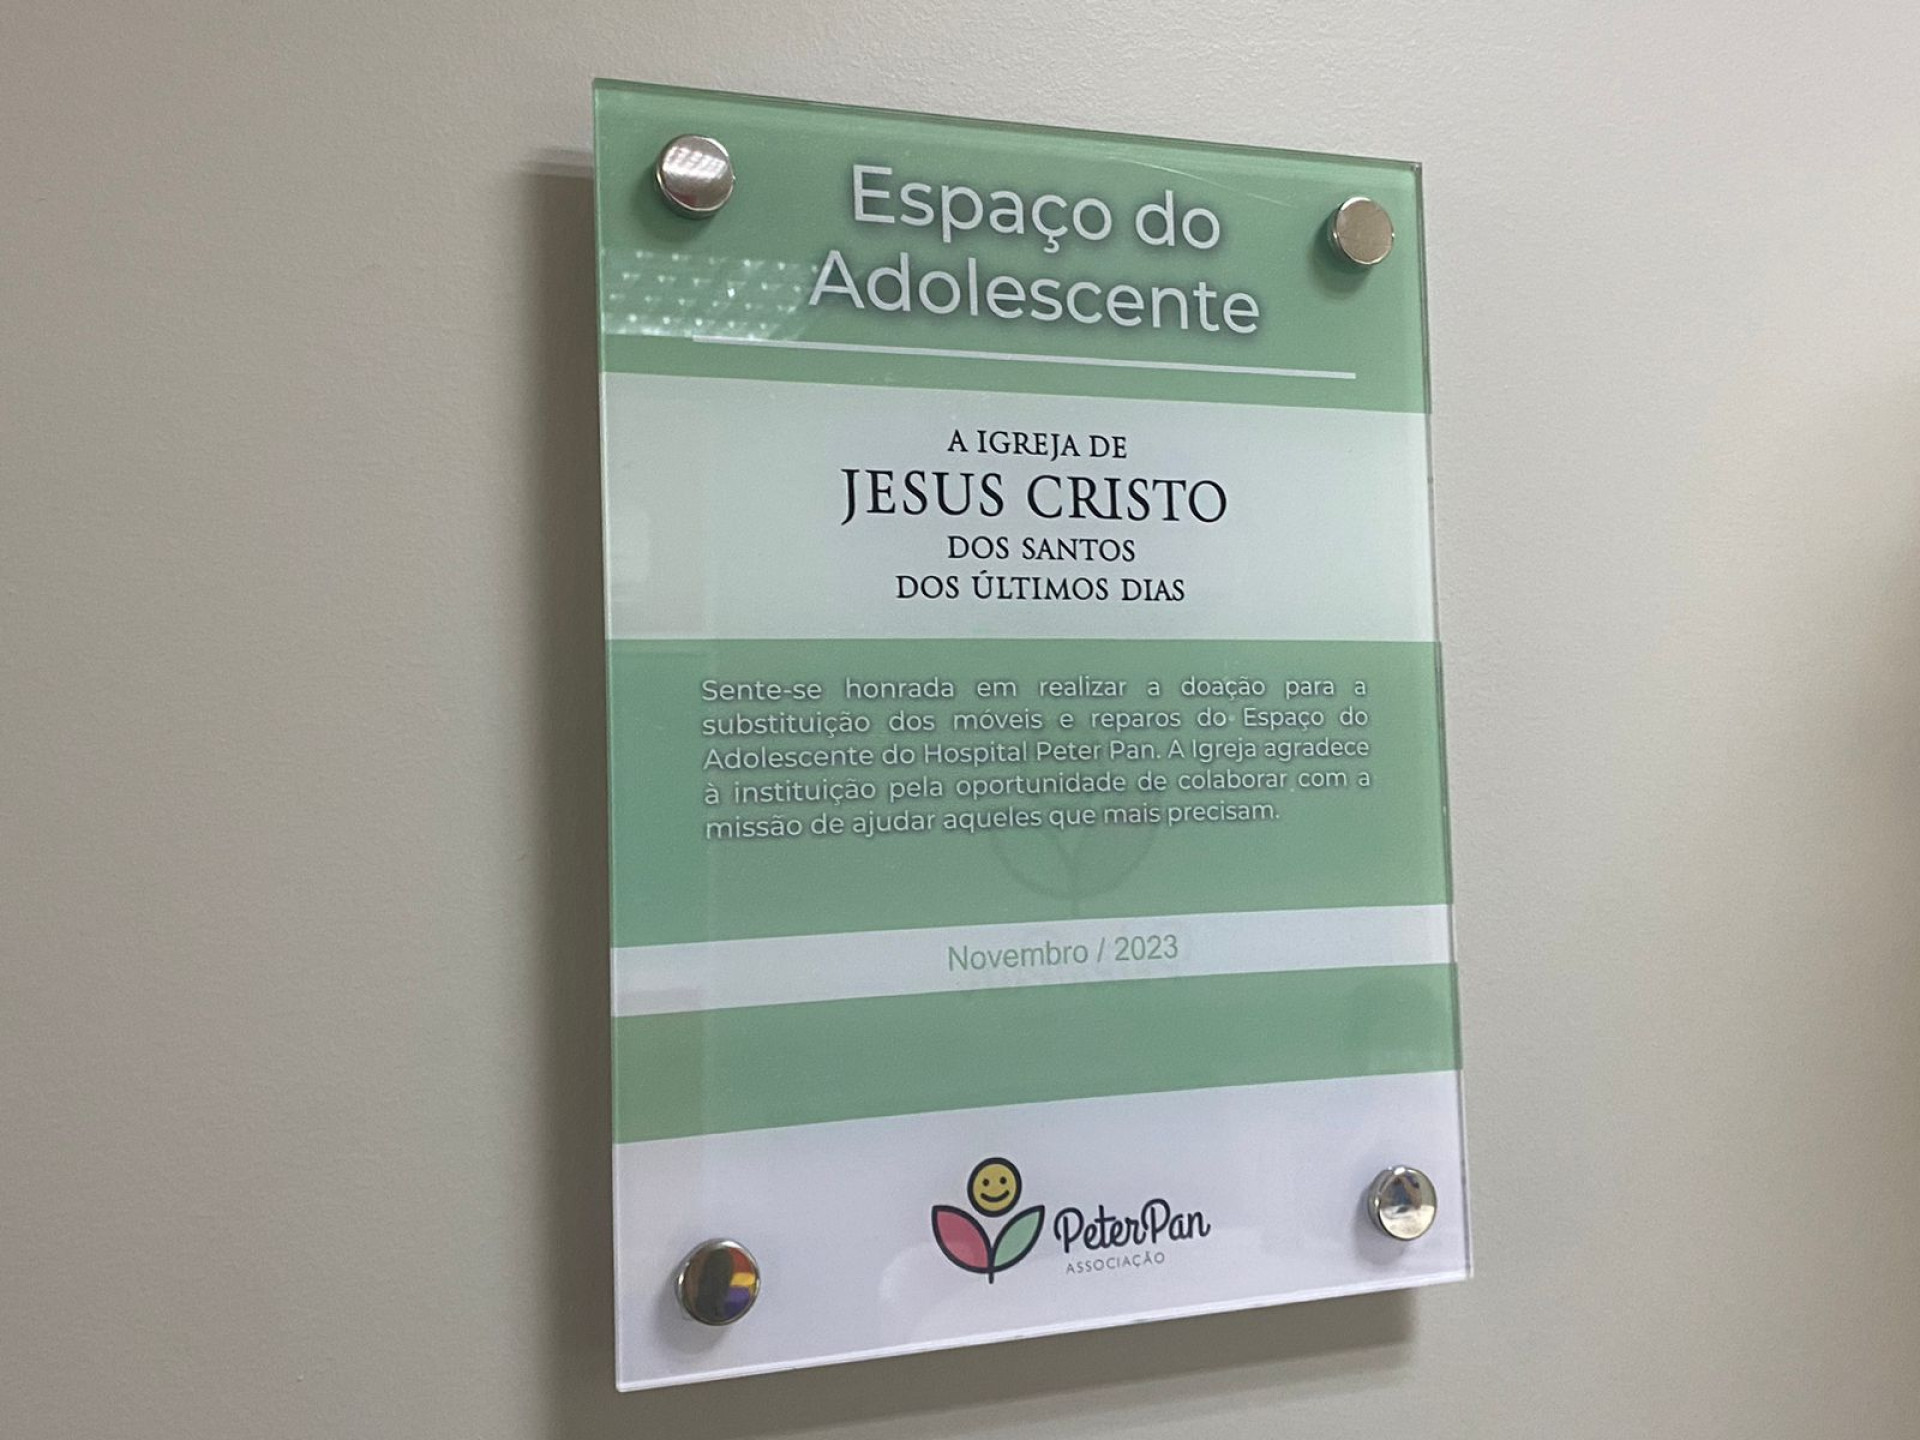 Espaço do
Adolescente
A IGREJA DE
JESUS CRISTO
DOS SANTOS
DOS ÚLTIMOS DIAS
Sente-se honrada em realizar a doação para a
substituição dos móveis e reparos do Espaço do
Adolescente do Hospital Peter Pan. A Igreja agradece
à instituição pela oportunidade de colaborar com a
missão de ajudar aqueles que mais precisam.
Novembro / 2023
PeterPan
ASSOCIAÇÃO